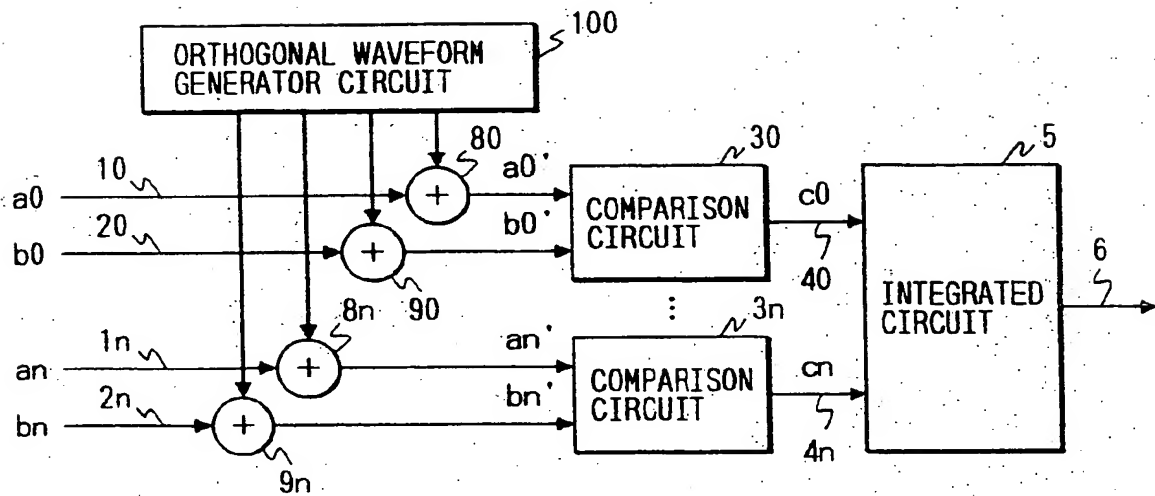 100
ORTHOGONAL WAVEFORM
GENERATOR CIRCUIT
80
30
5
10
a0
+
a0'
COMPARISON
CIRCUIT
c0
20
b0
+
b0'
40
90
6
INTEGRATED
CIRCUIT
8n
⋮
3n
1n
an
+
an'
COMPARISON
CIRCUIT
cn
2n
bn
+
bn'
4n
9n